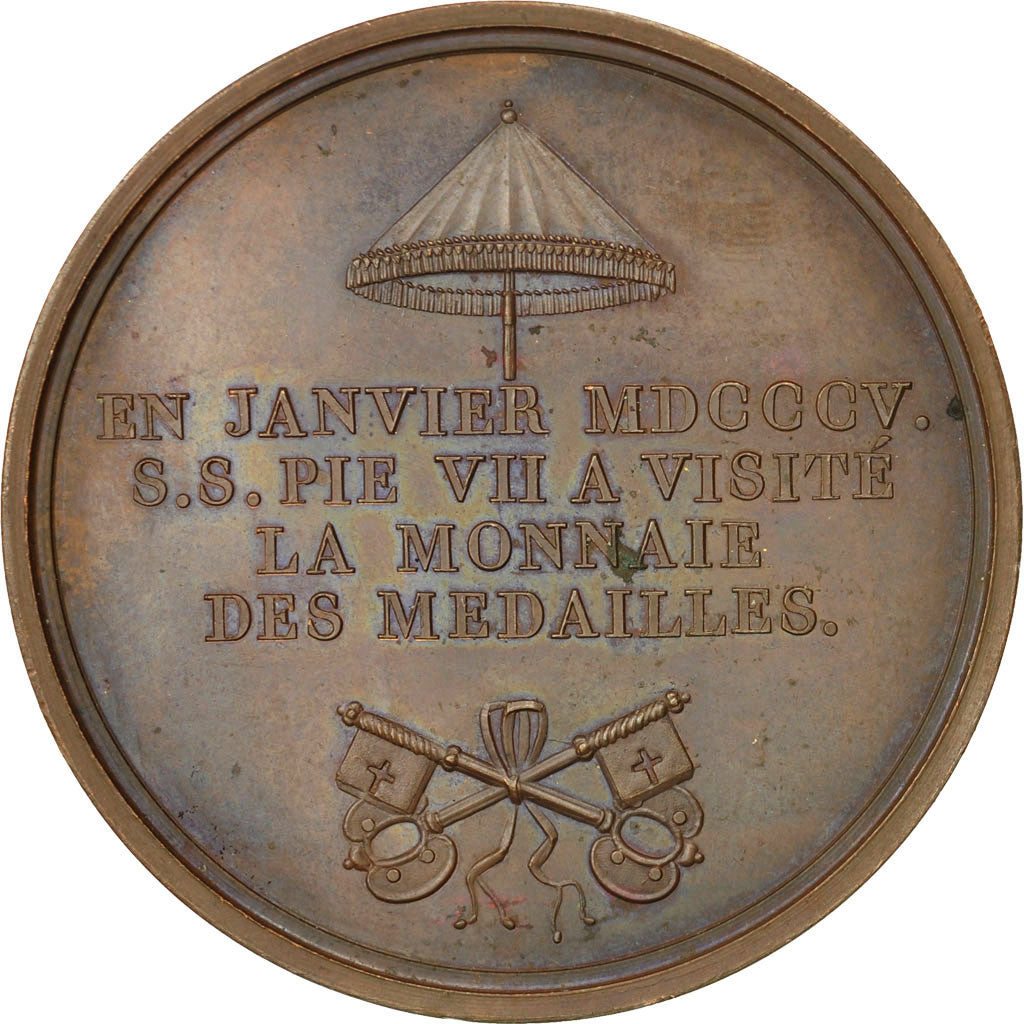 EN JANVIER MDCCCV.
S.S. PIE VII A VISITÉ
LA MONNAIE
DES MEDAILLES.